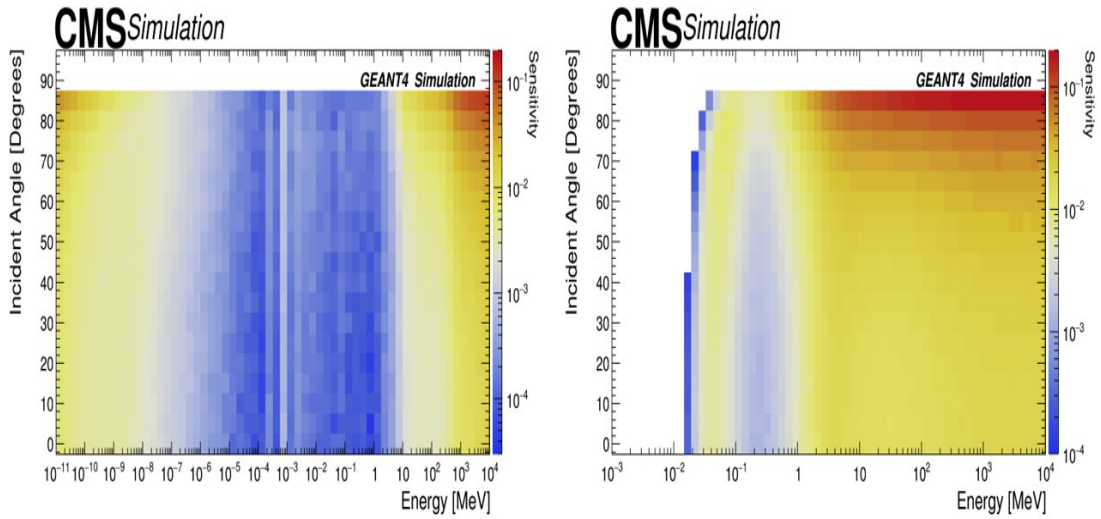 CMS Simulation
GEANT4 Simulation
Sensitivity
Incident Angle [Degrees]
90
80
70
60
50
40
30
20
10
0
10⁻¹
10⁻²
10⁻³
10⁻⁴
10⁻¹¹ 10⁻¹⁰ 10⁻⁹ 10⁻⁸ 10⁻⁷ 10⁻⁶ 10⁻⁵ 10⁻⁴ 10⁻³ 10⁻² 10⁻¹ 1 10 10² 10³ 10⁴
Energy [MeV]
CMS Simulation
GEANT4 Simulation
Sensitivity
Incident Angle [Degrees]
90
80
70
60
50
40
30
20
10
0
10⁻¹
10⁻²
10⁻³
10⁻⁴
10⁻³ 10⁻² 10⁻¹ 1 10 10² 10³ 10⁴
Energy [MeV]